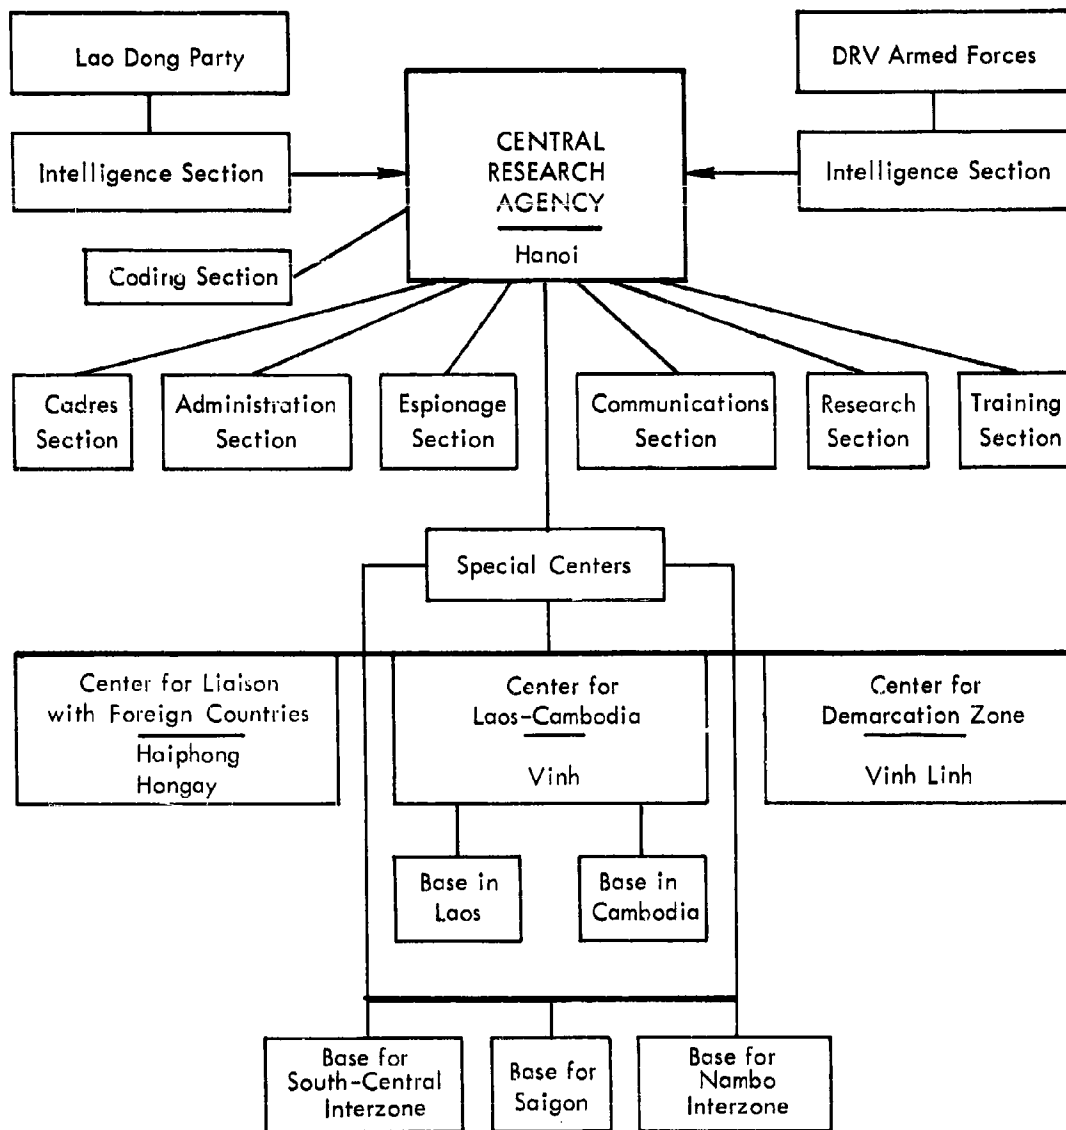 Lao Dong Party
DRV Armed Forces
CENTRAL
RESEARCH
AGENCY
Hanoi
Intelligence Section
Intelligence Section
Coding Section
Cadres
Section
Administration
Section
Espionage
Section
Communications
Section
Research
Section
Training
Section
Special Centers
Center for Liaison
with Foreign Countries
Haiphong
Hongay
Center for
Laos-Cambodia
Vinh
Center for
Demarcation Zone
Vinh Linh
Base in
Laos
Base in
Cambodia
Base for
South-Central
Interzone
Base for
Saigon
Base for
Nambo
Interzone